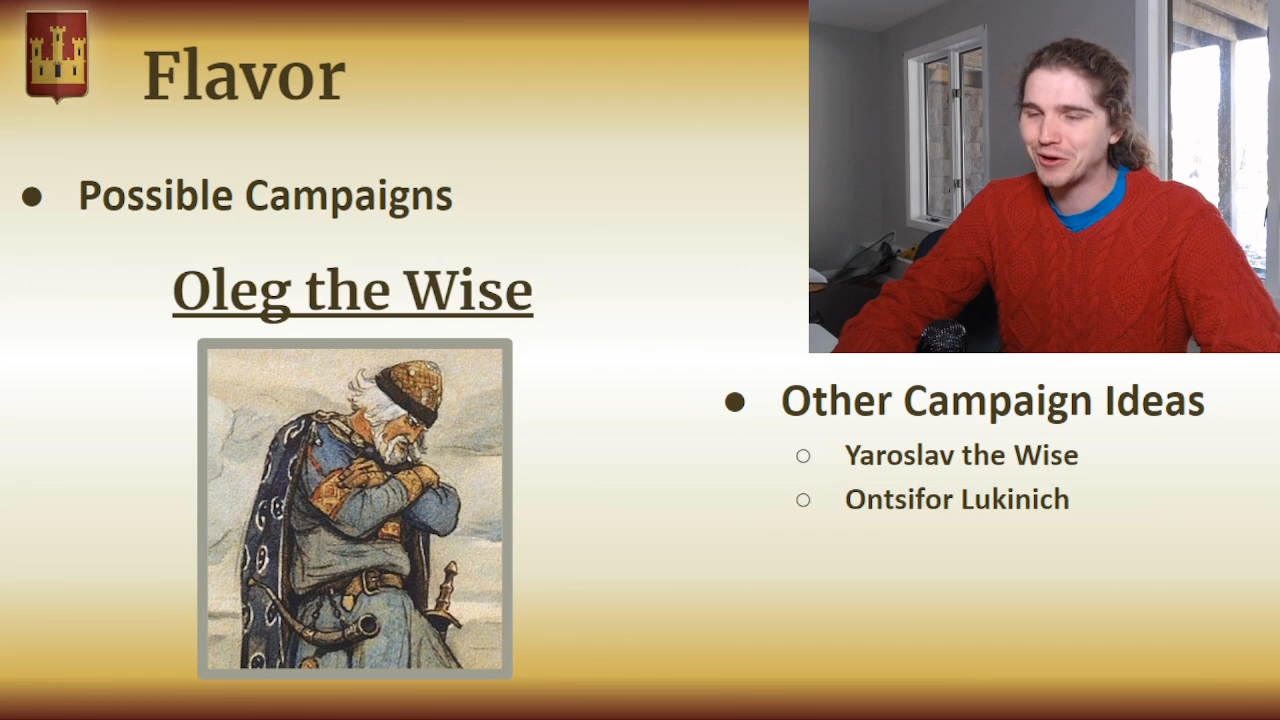 Flavor
Possible Campaigns
Oleg the Wise
Other Campaign Ideas
Yaroslav the Wise
Ontsifor Lukinich